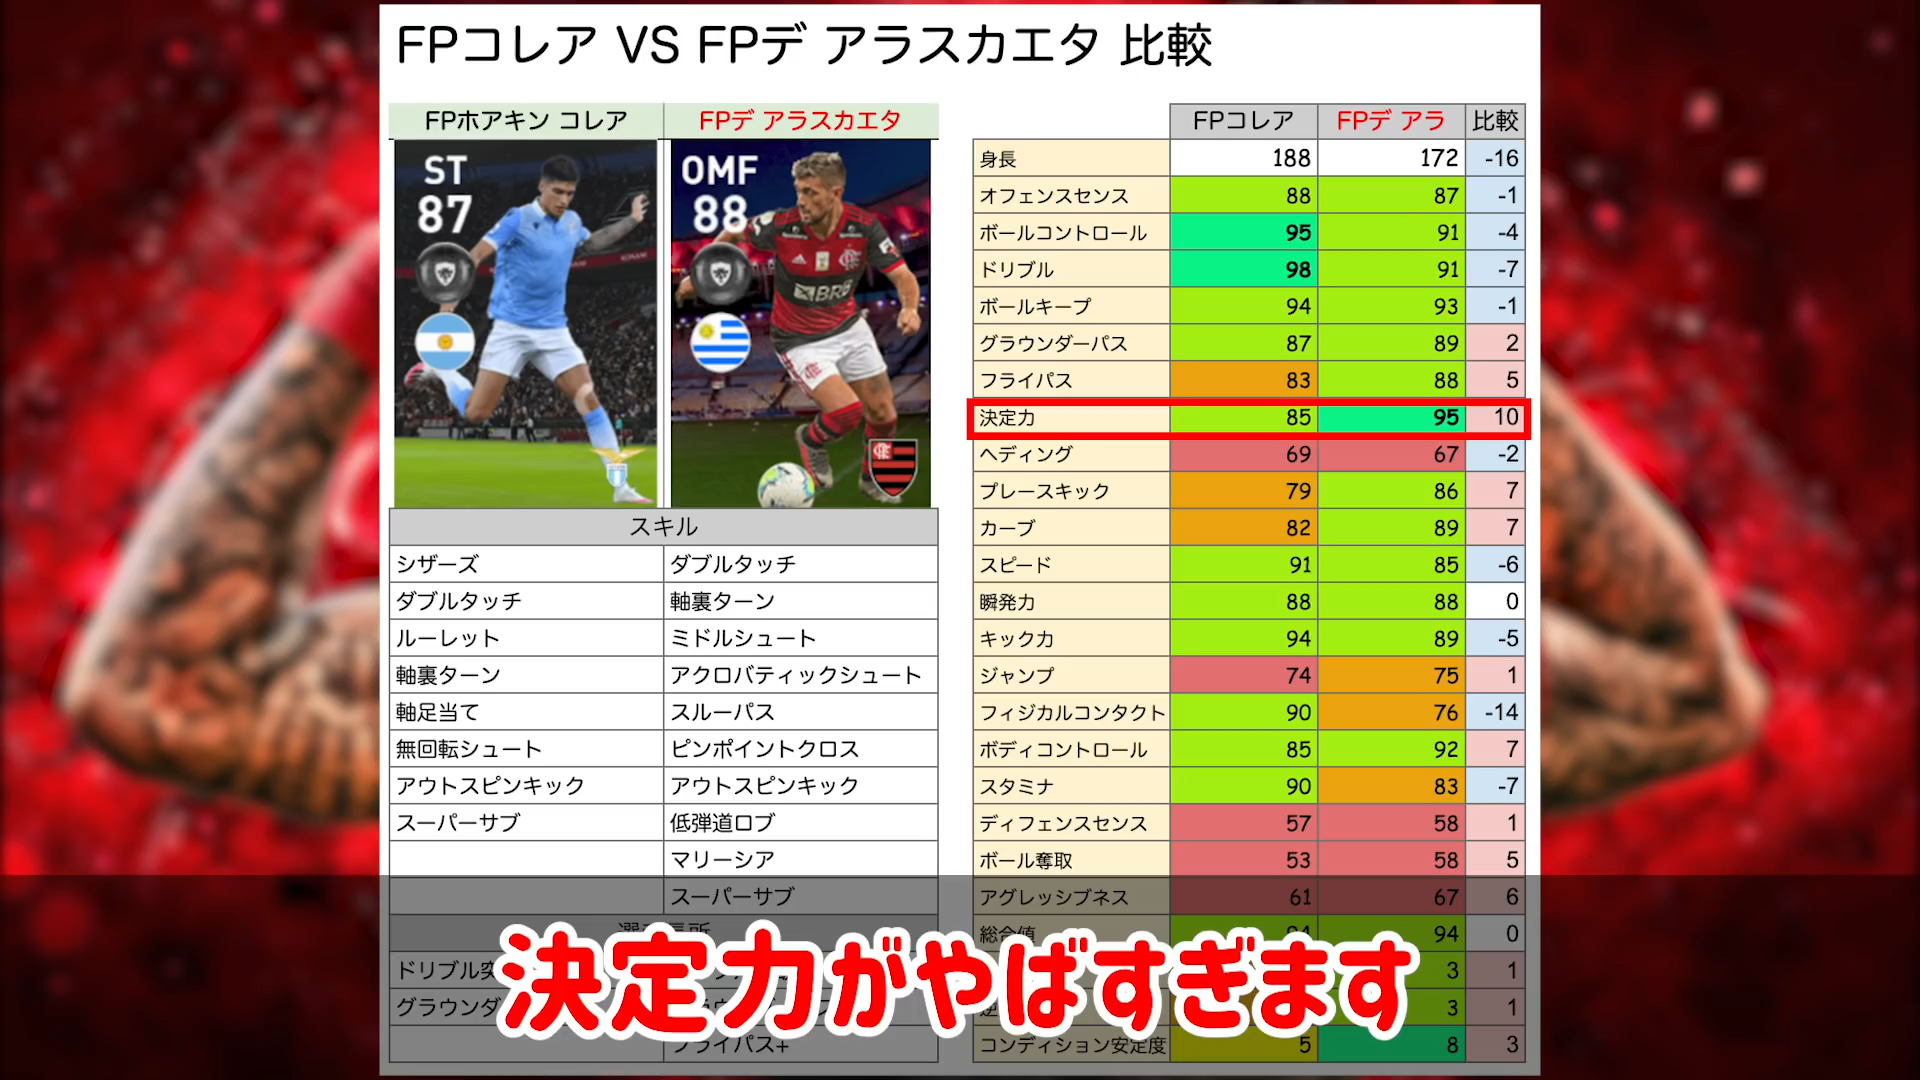 FPコレア VS FPデ アラスカエタ 比較
FPホアキン コレア FPデ アラスカエタ
ST
87
OMF
88
KONAMI
BRB
スキル
シザーズ ダブルタッチ
ダブルタッチ 軸裏ターン
ルーレット ミドルシュート
軸裏ターン アクロバティックシュート
軸足当て スルーパス
無回転シュート ピンポイントクロス
アウトスピンキック アウトスピンキック
スーパーサブ 低弾道ロブ
マリーシア
スーパーサブ
ドリブル
グラウンダ
フライパス+
FPコレア FPデ アラ 比較
身長 188 172 -16
オフェンスセンス 88 87 -1
ボールコントロール 95 91 -4
ドリブル 98 91 -7
ボールキープ 94 93 -1
グラウンダーパス 87 89 2
フライパス 83 88 5
決定力 85 95 10
ヘディング 69 67 -2
プレースキック 79 86 7
カーブ 82 89 7
スピード 91 85 -6
瞬発力 88 88 0
キック力 94 89 -5
ジャンプ 74 75 1
フィジカルコンタクト 90 76 -14
ボディコントロール 85 92 7
スタミナ 90 83 -7
ディフェンスセンス 57 58 1
ボール奪取 53 58 5
アグレッシブネス 61 67 6
総合値 94 94 0
3 1
3 1
コンディション安定度 5 8 3
決定力がやばすぎます